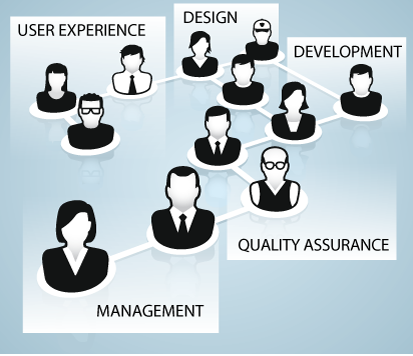 USER EXPERIENCE
DESIGN
DEVELOPMENT
QUALITY ASSURANCE
MANAGEMENT